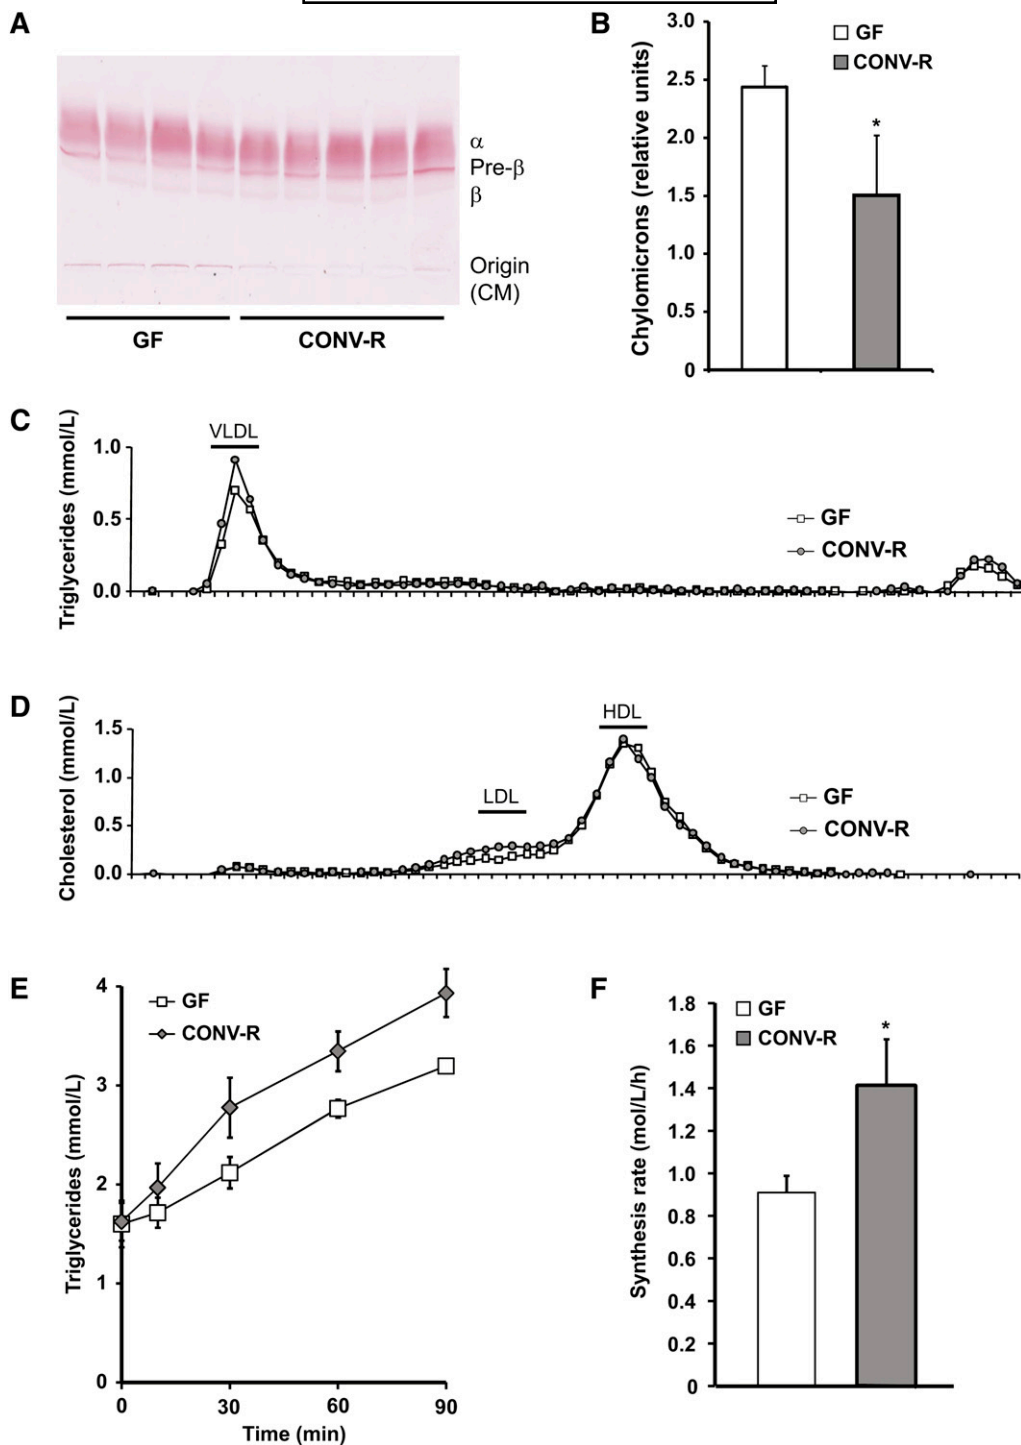 A
α
Pre-β
β
Origin
(CM)
GF
CONV-R
B
Chylomicrons (relative units)
3.0
2.5
2.0
1.5
1.0
0.5
0
GF
CONV-R
*
C
Triglycerides (mmol/L)
1.0
0.5
0.0
VLDL
GF
CONV-R
D
Cholesterol (mmol/L)
1.5
1.0
0.5
0.0
LDL
HDL
GF
CONV-R
E
Triglycerides (mmol/L)
4
3
2
1
0
GF
CONV-R
0
30
60
90
Time (min)
F
Synthesis rate (mol/L/h)
1.8
1.6
1.4
1.2
1.0
0.8
0.6
0.4
0.2
0
GF
CONV-R
*